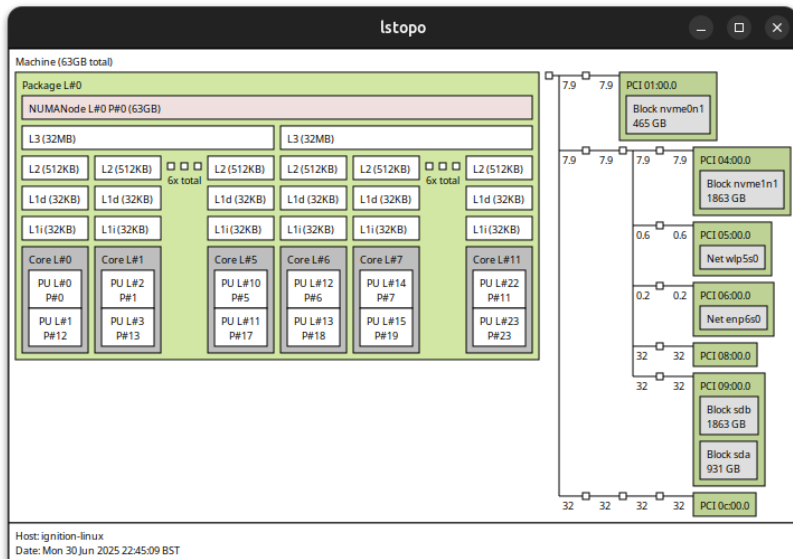 lstopo
Machine (63GB total)
Package L#0
NUMANode L#0 P#0 (63GB)
L3 (32MB) L3 (32MB)
L2 (512KB) L2 (512KB) 6x total L2 (512KB) L2 (512KB) L2 (512KB) 6x total L2 (512KB)
L1d (32KB) L1d (32KB) L1d (32KB) L1d (32KB) L1d (32KB) L1d (32KB)
L1i (32KB) L1i (32KB) L1i (32KB) L1i (32KB) L1i (32KB) L1i (32KB)
Core L#0 Core L#1 Core L#5 Core L#6 Core L#7 Core L#11
PU L#0 PU L#2 PU L#10 PU L#12 PU L#14 PU L#22
P#0 P#1 P#5 P#6 P#7 P#11
PU L#1 PU L#3 PU L#11 PU L#13 PU L#15 PU L#23
P#12 P#13 P#17 P#18 P#19 P#23
7.9 7.9 PCI 01:00.0
Block nvme0n1
465 GB
7.9 7.9 7.9 7.9 PCI 04:00.0
Block nvme1n1
1863 GB
0.6 0.6 PCI 05:00.0
Net wlp5s0
0.2 0.2 PCI 06:00.0
Net enp6s0
32 32 PCI 08:00.0
32 32 PCI 09:00.0
Block sdb
1863 GB
Block sda
931 GB
32 32 32 32 PCI 0c:00.0
Host: ignition-linux
Date: Mon 30 Jun 2025 22:45:09 BST